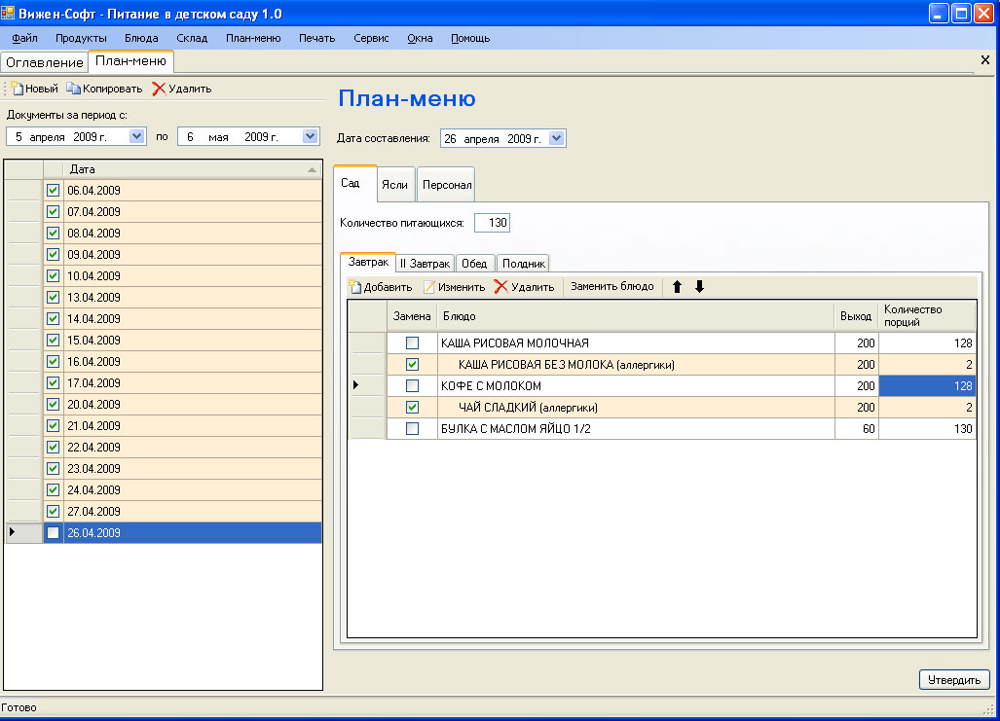 Вижен-Софт - Питание в детском саду 1.0
Файл Продукты Блюда Склад План-меню Печать Сервис Окна Помощь
Оглавление План-меню
Новый Копировать Удалить
Документы за период с:
5 апреля 2009 г. по 6 мая 2009 г.
Дата
06.04.2009
07.04.2009
08.04.2009
09.04.2009
10.04.2009
13.04.2009
14.04.2009
15.04.2009
16.04.2009
17.04.2009
20.04.2009
21.04.2009
22.04.2009
23.04.2009
24.04.2009
27.04.2009
26.04.2009
План-меню
Дата составления: 26 апреля 2009 г.
Сад Ясли Персонал
Количество питающихся: 130
Завтрак II Завтрак Обед Полдник
Добавить Изменить Удалить Заменить блюдо
Замена Блюдо Выход Количество
порций
КАША РИСОВАЯ МОЛОЧНАЯ 200 128
КАША РИСОВАЯ БЕЗ МОЛОКА (аллергики) 200 2
КОФЕ С МОЛОКОМ 200 128
ЧАЙ СЛАДКИЙ (аллергики) 200 2
БУЛКА С МАСЛОМ ЯЙЦО 1/2 60 130
Утвердить
Готово